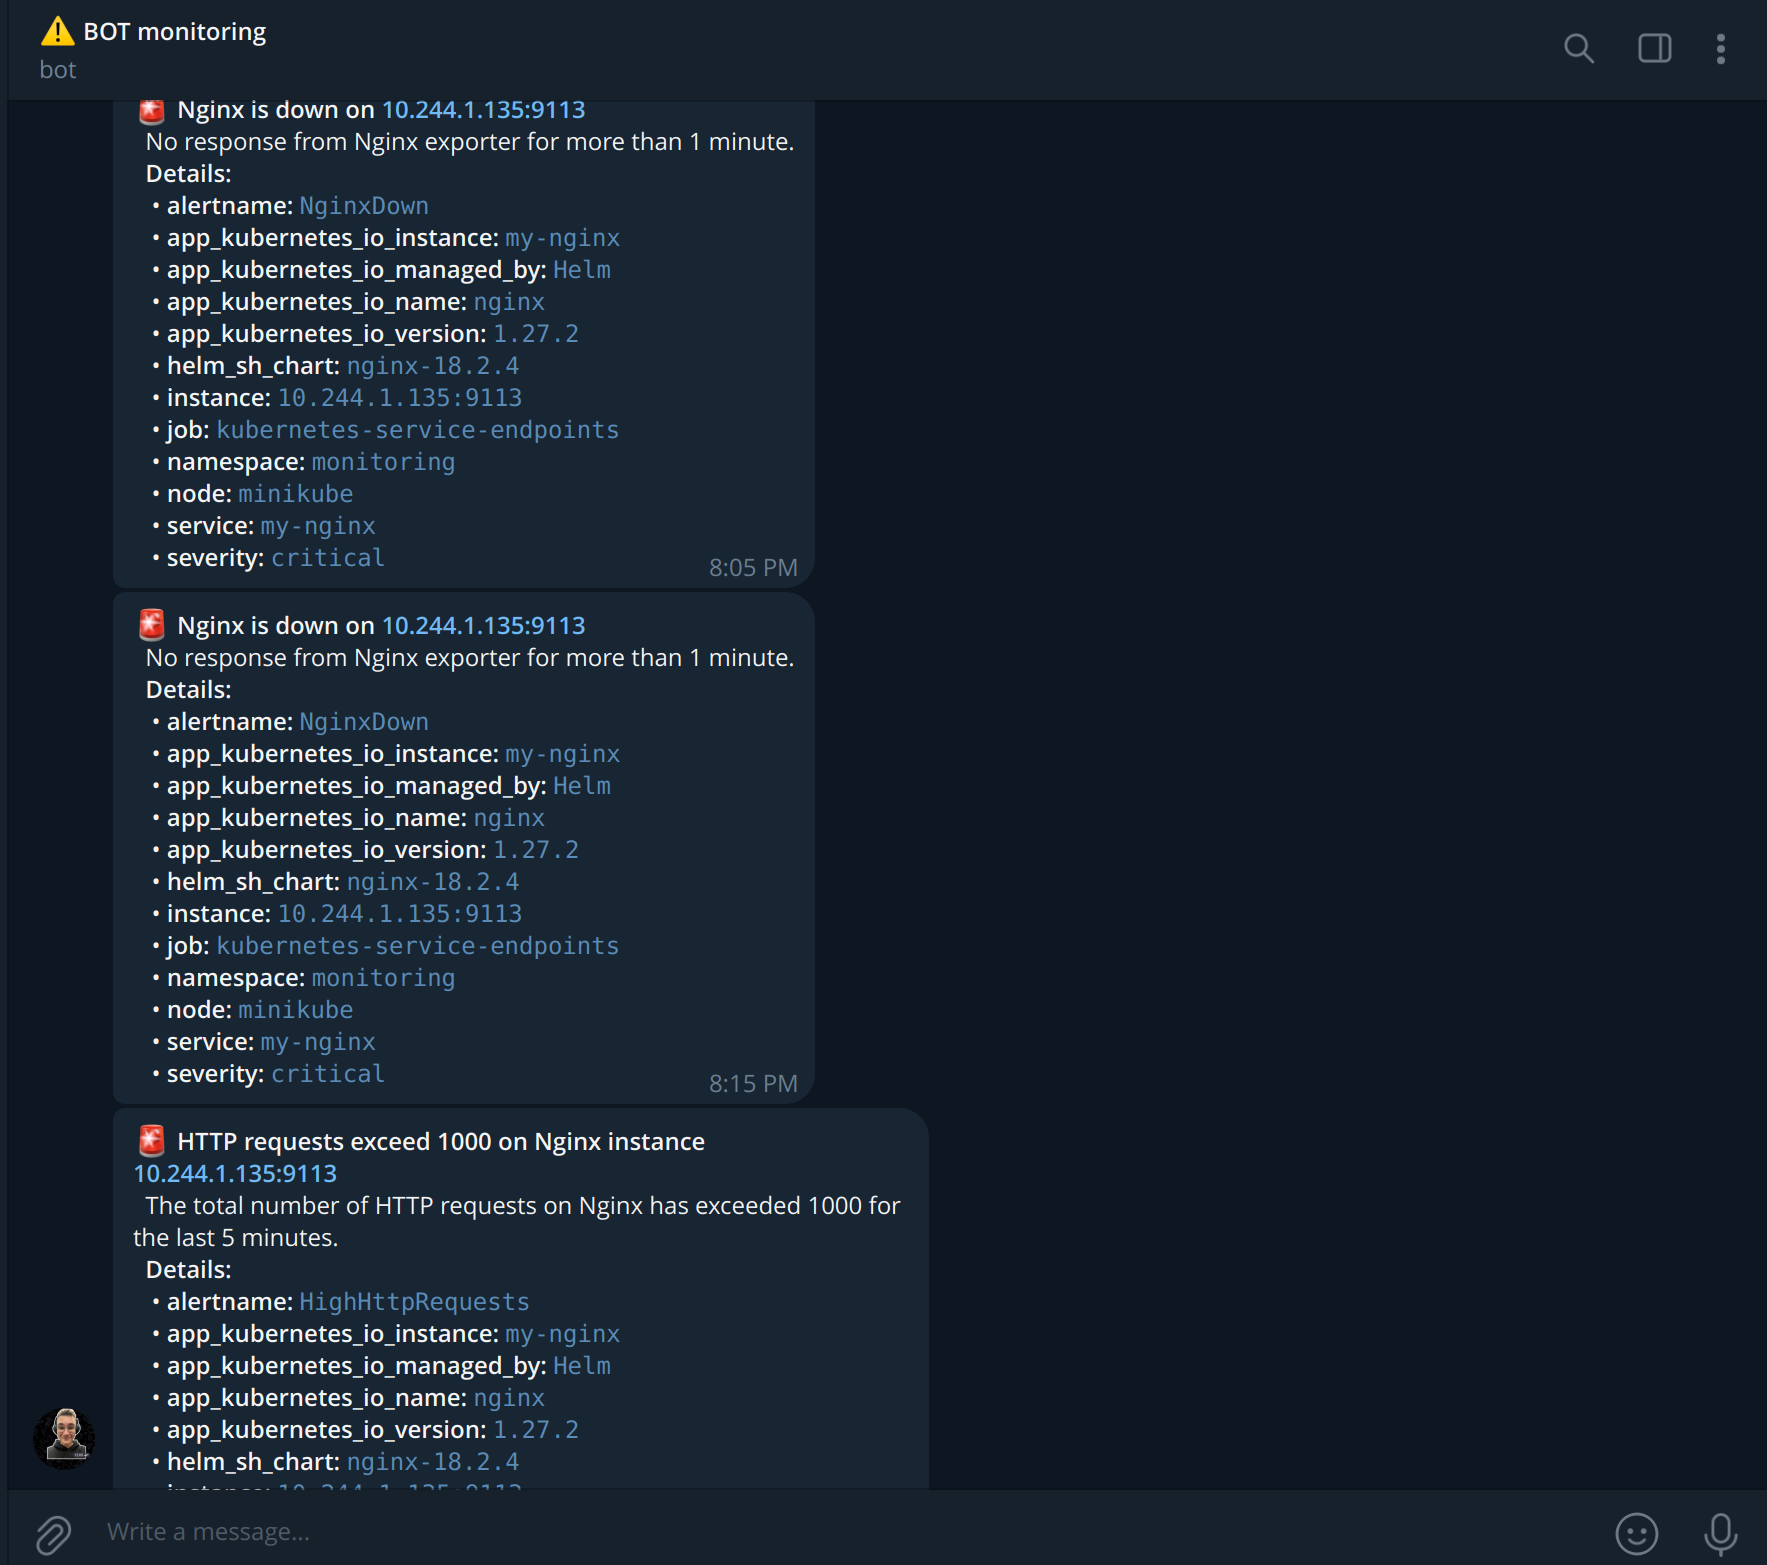 ⚠️ BOT monitoring
bot
🚨 Nginx is down on 10.244.1.135:9113
No response from Nginx exporter for more than 1 minute.
Details:
• alertname: NginxDown
• app_kubernetes_io_instance: my-nginx
• app_kubernetes_io_managed_by: Helm
• app_kubernetes_io_name: nginx
• app_kubernetes_io_version: 1.27.2
• helm_sh_chart: nginx-18.2.4
• instance: 10.244.1.135:9113
• job: kubernetes-service-endpoints
• namespace: monitoring
• node: minikube
• service: my-nginx
• severity: critical
8:05 PM
🚨 Nginx is down on 10.244.1.135:9113
No response from Nginx exporter for more than 1 minute.
Details:
• alertname: NginxDown
• app_kubernetes_io_instance: my-nginx
• app_kubernetes_io_managed_by: Helm
• app_kubernetes_io_name: nginx
• app_kubernetes_io_version: 1.27.2
• helm_sh_chart: nginx-18.2.4
• instance: 10.244.1.135:9113
• job: kubernetes-service-endpoints
• namespace: monitoring
• node: minikube
• service: my-nginx
• severity: critical
8:15 PM
🚨 HTTP requests exceed 1000 on Nginx instance
10.244.1.135:9113
The total number of HTTP requests on Nginx has exceeded 1000 for
the last 5 minutes.
Details:
• alertname: HighHttpRequests
• app_kubernetes_io_instance: my-nginx
• app_kubernetes_io_managed_by: Helm
• app_kubernetes_io_name: nginx
• app_kubernetes_io_version: 1.27.2
• helm_sh_chart: nginx-18.2.4
• instance: 10.244.1.135:9113
Write a message...